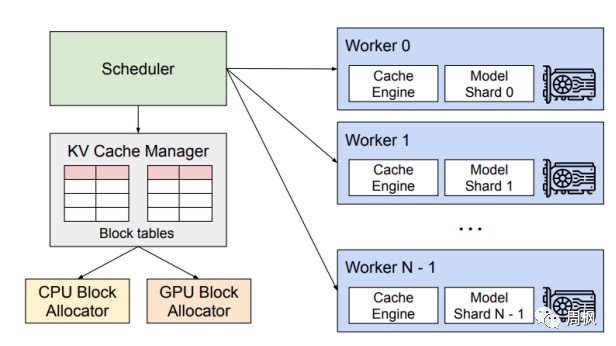 Scheduler
KV Cache Manager
Block tables
CPU Block
Allocator
GPU Block
Allocator
Worker 0
Cache
Engine
Model
Shard 0
Worker 1
Cache
Engine
Model
Shard 1
...
Worker N - 1
Cache
Engine
Model
Shard N - 1
周枫